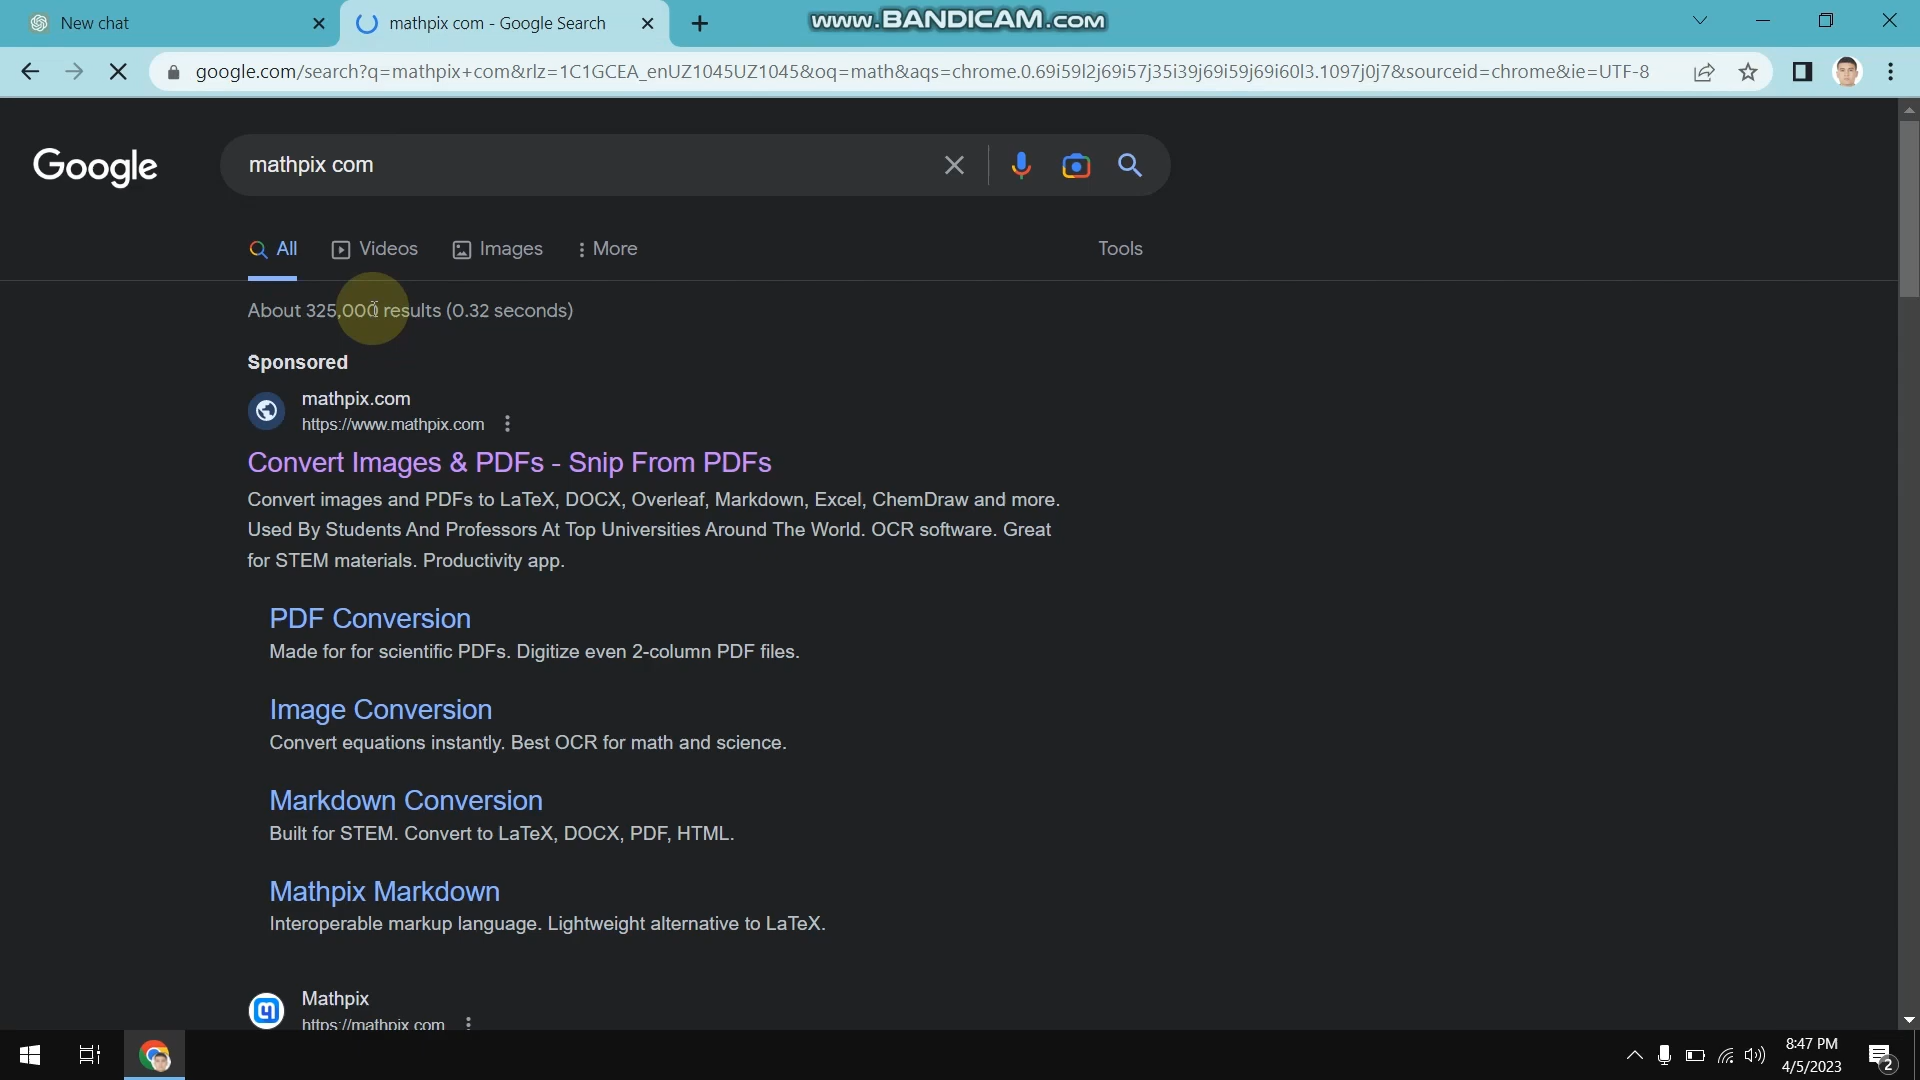 New chat
mathpix com - Google Search
www.BANDICAM.com
google.com/search?q=mathpix+com&rlz=1C1GCEA_enUZ1045UZ1045&oq=math&aqs=chrome.0.69i59l2j69i57j35i39j69i59j69i60l3.1097j0j7&sourceid=chrome&ie=UTF-8
Google
mathpix com
All
Videos
Images
More
Tools
About 325,000 results (0.32 seconds)
Sponsored
mathpix.com
https://www.mathpix.com
Convert Images & PDFs - Snip From PDFs
Convert images and PDFs to LaTeX, DOCX, Overleaf, Markdown, Excel, ChemDraw and more.
Used By Students And Professors At Top Universities Around The World. OCR software. Great
for STEM materials. Productivity app.
PDF Conversion
Made for for scientific PDFs. Digitize even 2-column PDF files.
Image Conversion
Convert equations instantly. Best OCR for math and science.
Markdown Conversion
Built for STEM. Convert to LaTeX, DOCX, PDF, HTML.
Mathpix Markdown
Interoperable markup language. Lightweight alternative to LaTeX.
Mathpix
https://mathpix.com
8:47 PM
4/5/2023
2